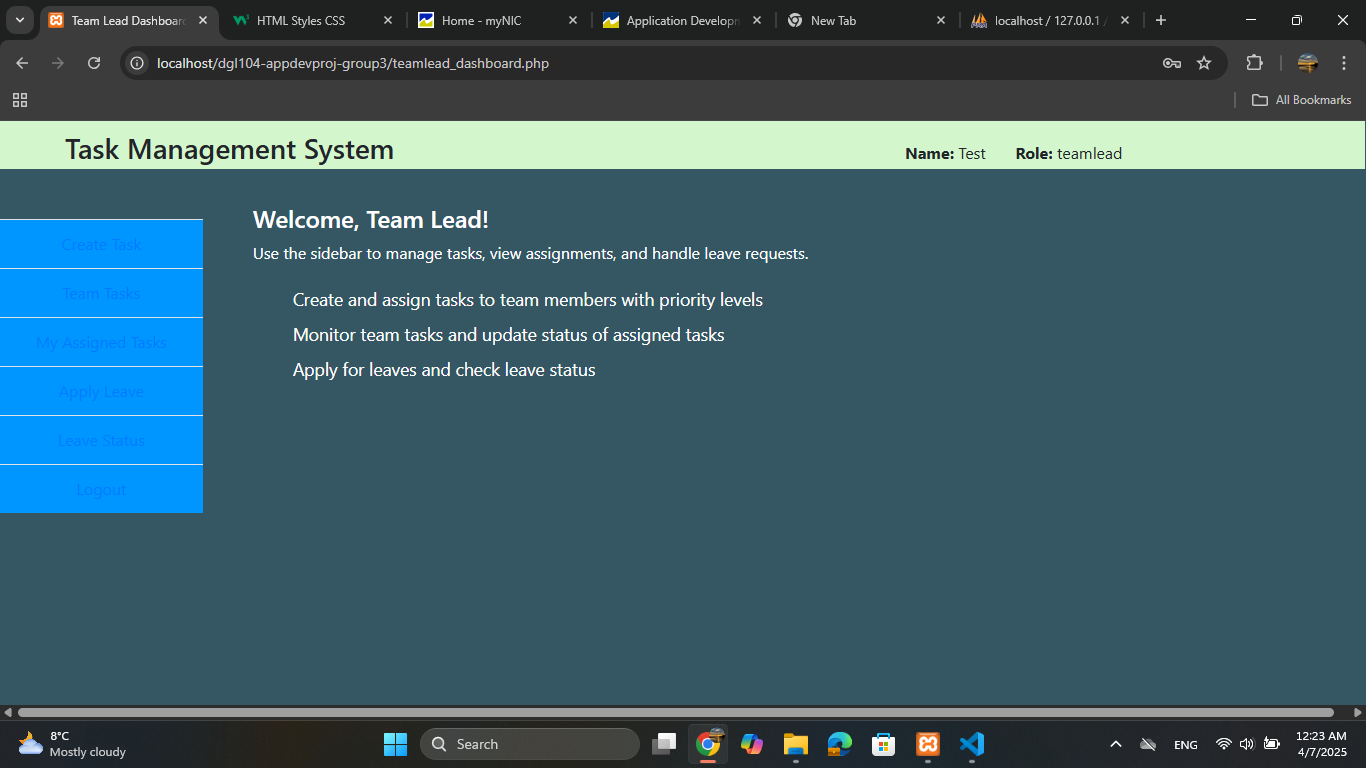 Team Lead Dashboard
HTML Styles CSS
Home - myNIC
Application Developm
New Tab
localhost / 127.0.0.1 /
localhost/dgl104-appdevproj-group3/teamlead_dashboard.php
All Bookmarks
Task Management System
Name: Test Role: teamlead
Create Task
Team Tasks
My Assigned Tasks
Apply Leave
Leave Status
Logout
Welcome, Team Lead!
Use the sidebar to manage tasks, view assignments, and handle leave requests.
Create and assign tasks to team members with priority levels
Monitor team tasks and update status of assigned tasks
Apply for leaves and check leave status
8°C
Mostly cloudy
Search
ENG
12:23 AM
4/7/2025